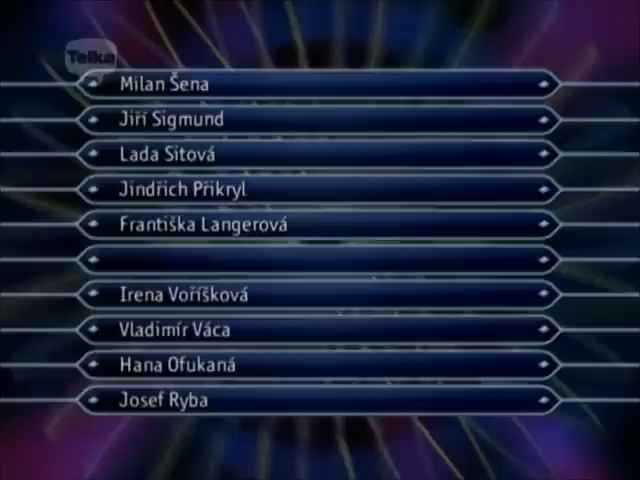 Telka
Milan Šena
Jiří Sigmund
Lada Sitová
Jindřich Přikryl
Františka Langerová
Irena Voříšková
Vladimír Váca
Hana Ofukaná
Josef Ryba